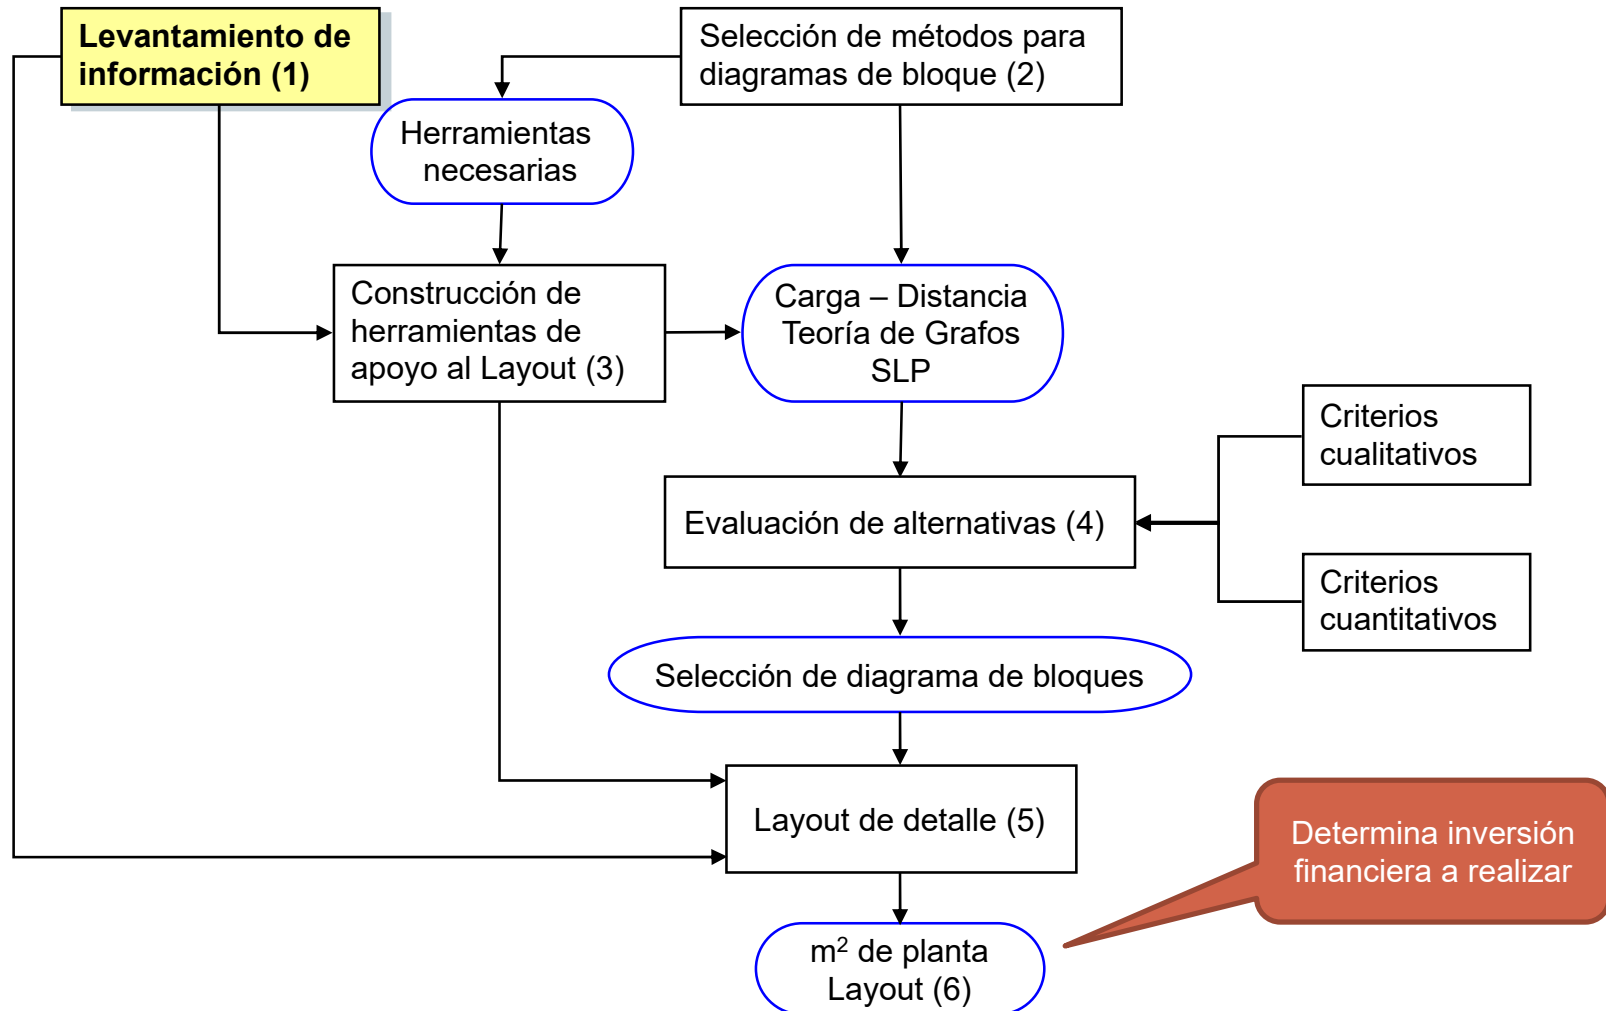 Levantamiento de
información (1)
Selección de métodos para
diagramas de bloque (2)
Herramientas
necesarias
Construcción de
herramientas de
apoyo al Layout (3)
Carga – Distancia
Teoría de Grafos
SLP
Criterios
cualitativos
Evaluación de alternativas (4)
Criterios
cuantitativos
Selección de diagrama de bloques
Layout de detalle (5)
Determina inversión
financiera a realizar
m² de planta
Layout (6)